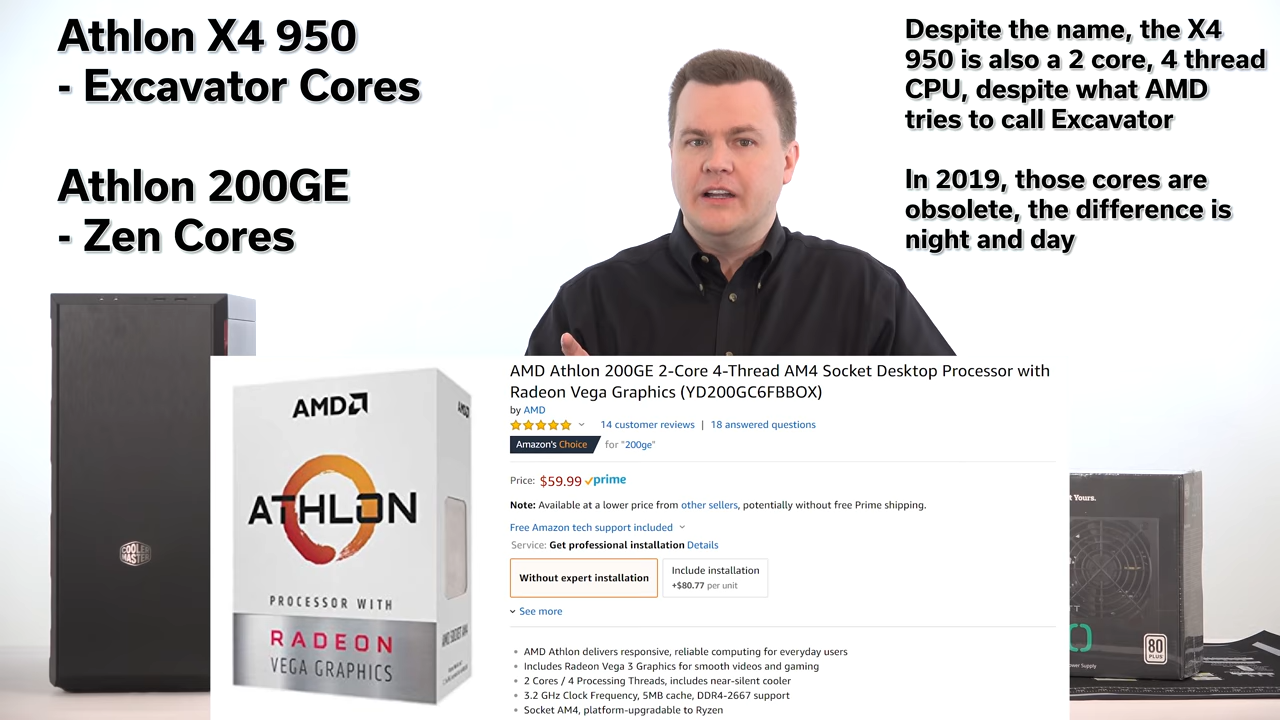 Athlon X4 950
- Excavator Cores
Athlon 200GE
- Zen Cores
Despite the name, the X4
950 is also a 2 core, 4 thread
CPU, despite what AMD
tries to call Excavator
In 2019, those cores are
obsolete, the difference is
night and day
COOLER
MASTER
AMD
AMD
ATHLON
PROCESSOR WITH
RADEON
VEGA GRAPHICS
AMD Athlon 200GE 2-Core 4-Thread AM4 Socket Desktop Processor with
Radeon Vega Graphics (YD200GC6FBBOX)
by AMD
14 customer reviews | 18 answered questions
Amazon's Choice for "200ge"
Price: $59.99 prime
Note: Available at a lower price from other sellers, potentially without free Prime shipping.
Free Amazon tech support included
Service: Get professional installation Details
Without expert installation
Include installation
+$80.77 per unit
See more
AMD Athlon delivers responsive, reliable computing for everyday users
Includes Radeon Vega 3 Graphics for smooth videos and gaming
2 Cores / 4 Processing Threads, includes near-silent cooler
3.2 GHz Clock Frequency, 5MB cache, DDR4-2667 support
Socket AM4, platform-upgradable to Ryzen
t Yours.
80
PLUS
er Supply